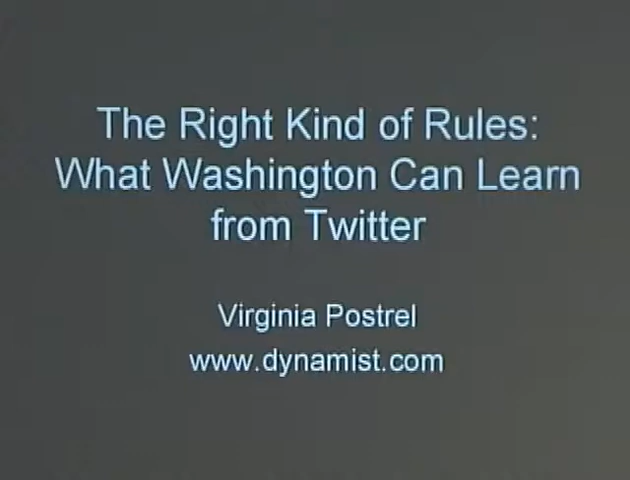 The Right Kind of Rules:
What Washington Can Learn
from Twitter
Virginia Postrel
www.dynamist.com